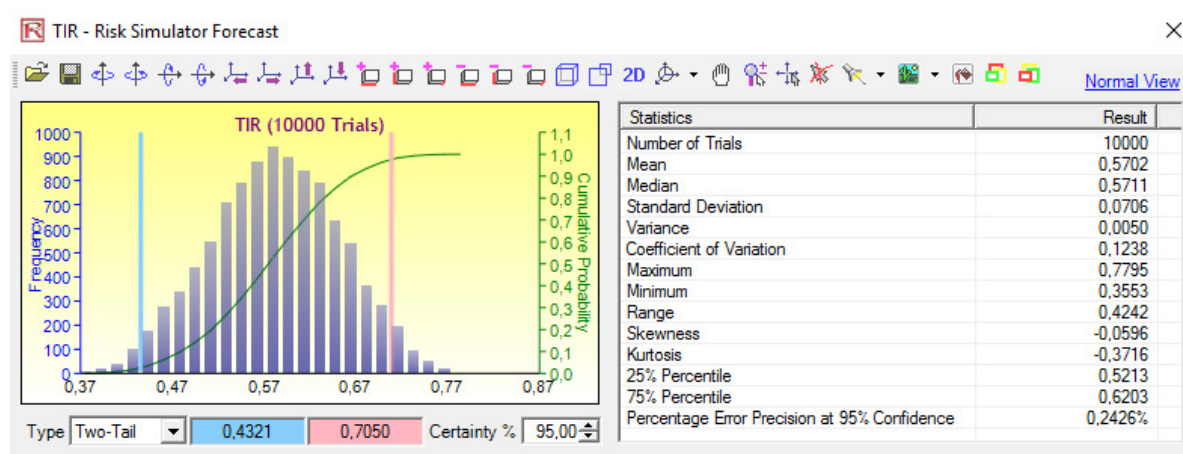 TIR - Risk Simulator Forecast
2D
Normal View
TIR (10000 Trials)
1000
900
800
700
600
500
400
300
200
100
0
Frequency
1,1
1,0
0,9
0,8
0,7
0,6
0,5
0,4
0,3
0,2
0,1
0,0
Cumulative Probability
0,37 0,47 0,57 0,67 0,77 0,87
Type Two-Tail 0,4321 0,7050 Certainty % 95,00
Statistics Result
Number of Trials 10000
Mean 0,5702
Median 0,5711
Standard Deviation 0,0706
Variance 0,0050
Coefficient of Variation 0,1238
Maximum 0,7795
Minimum 0,3553
Range 0,4242
Skewness -0,0596
Kurtosis -0,3716
25% Percentile 0,5213
75% Percentile 0,6203
Percentage Error Precision at 95% Confidence 0,2426%